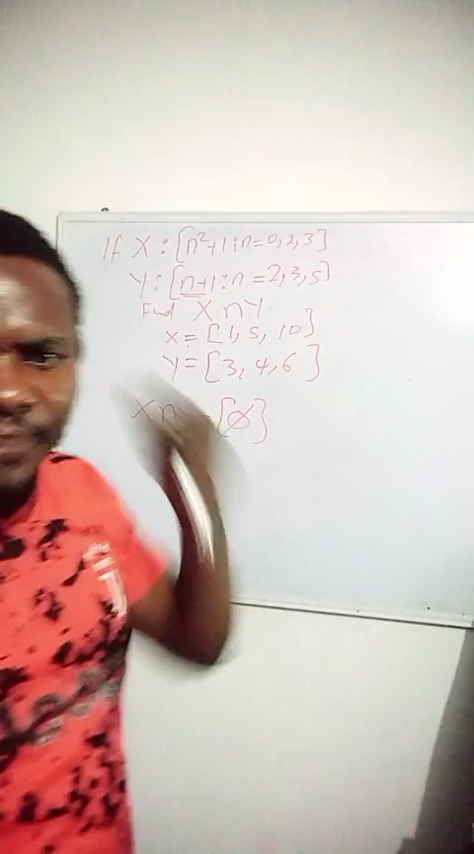 If X : [n²+1 : n=0,2,3]
Y : [n+1 : n=2,3,5]
Find X ∩ Y
x = [1, 5, 10]
Y = [3, 4, 6]
X ∩ = [∅]